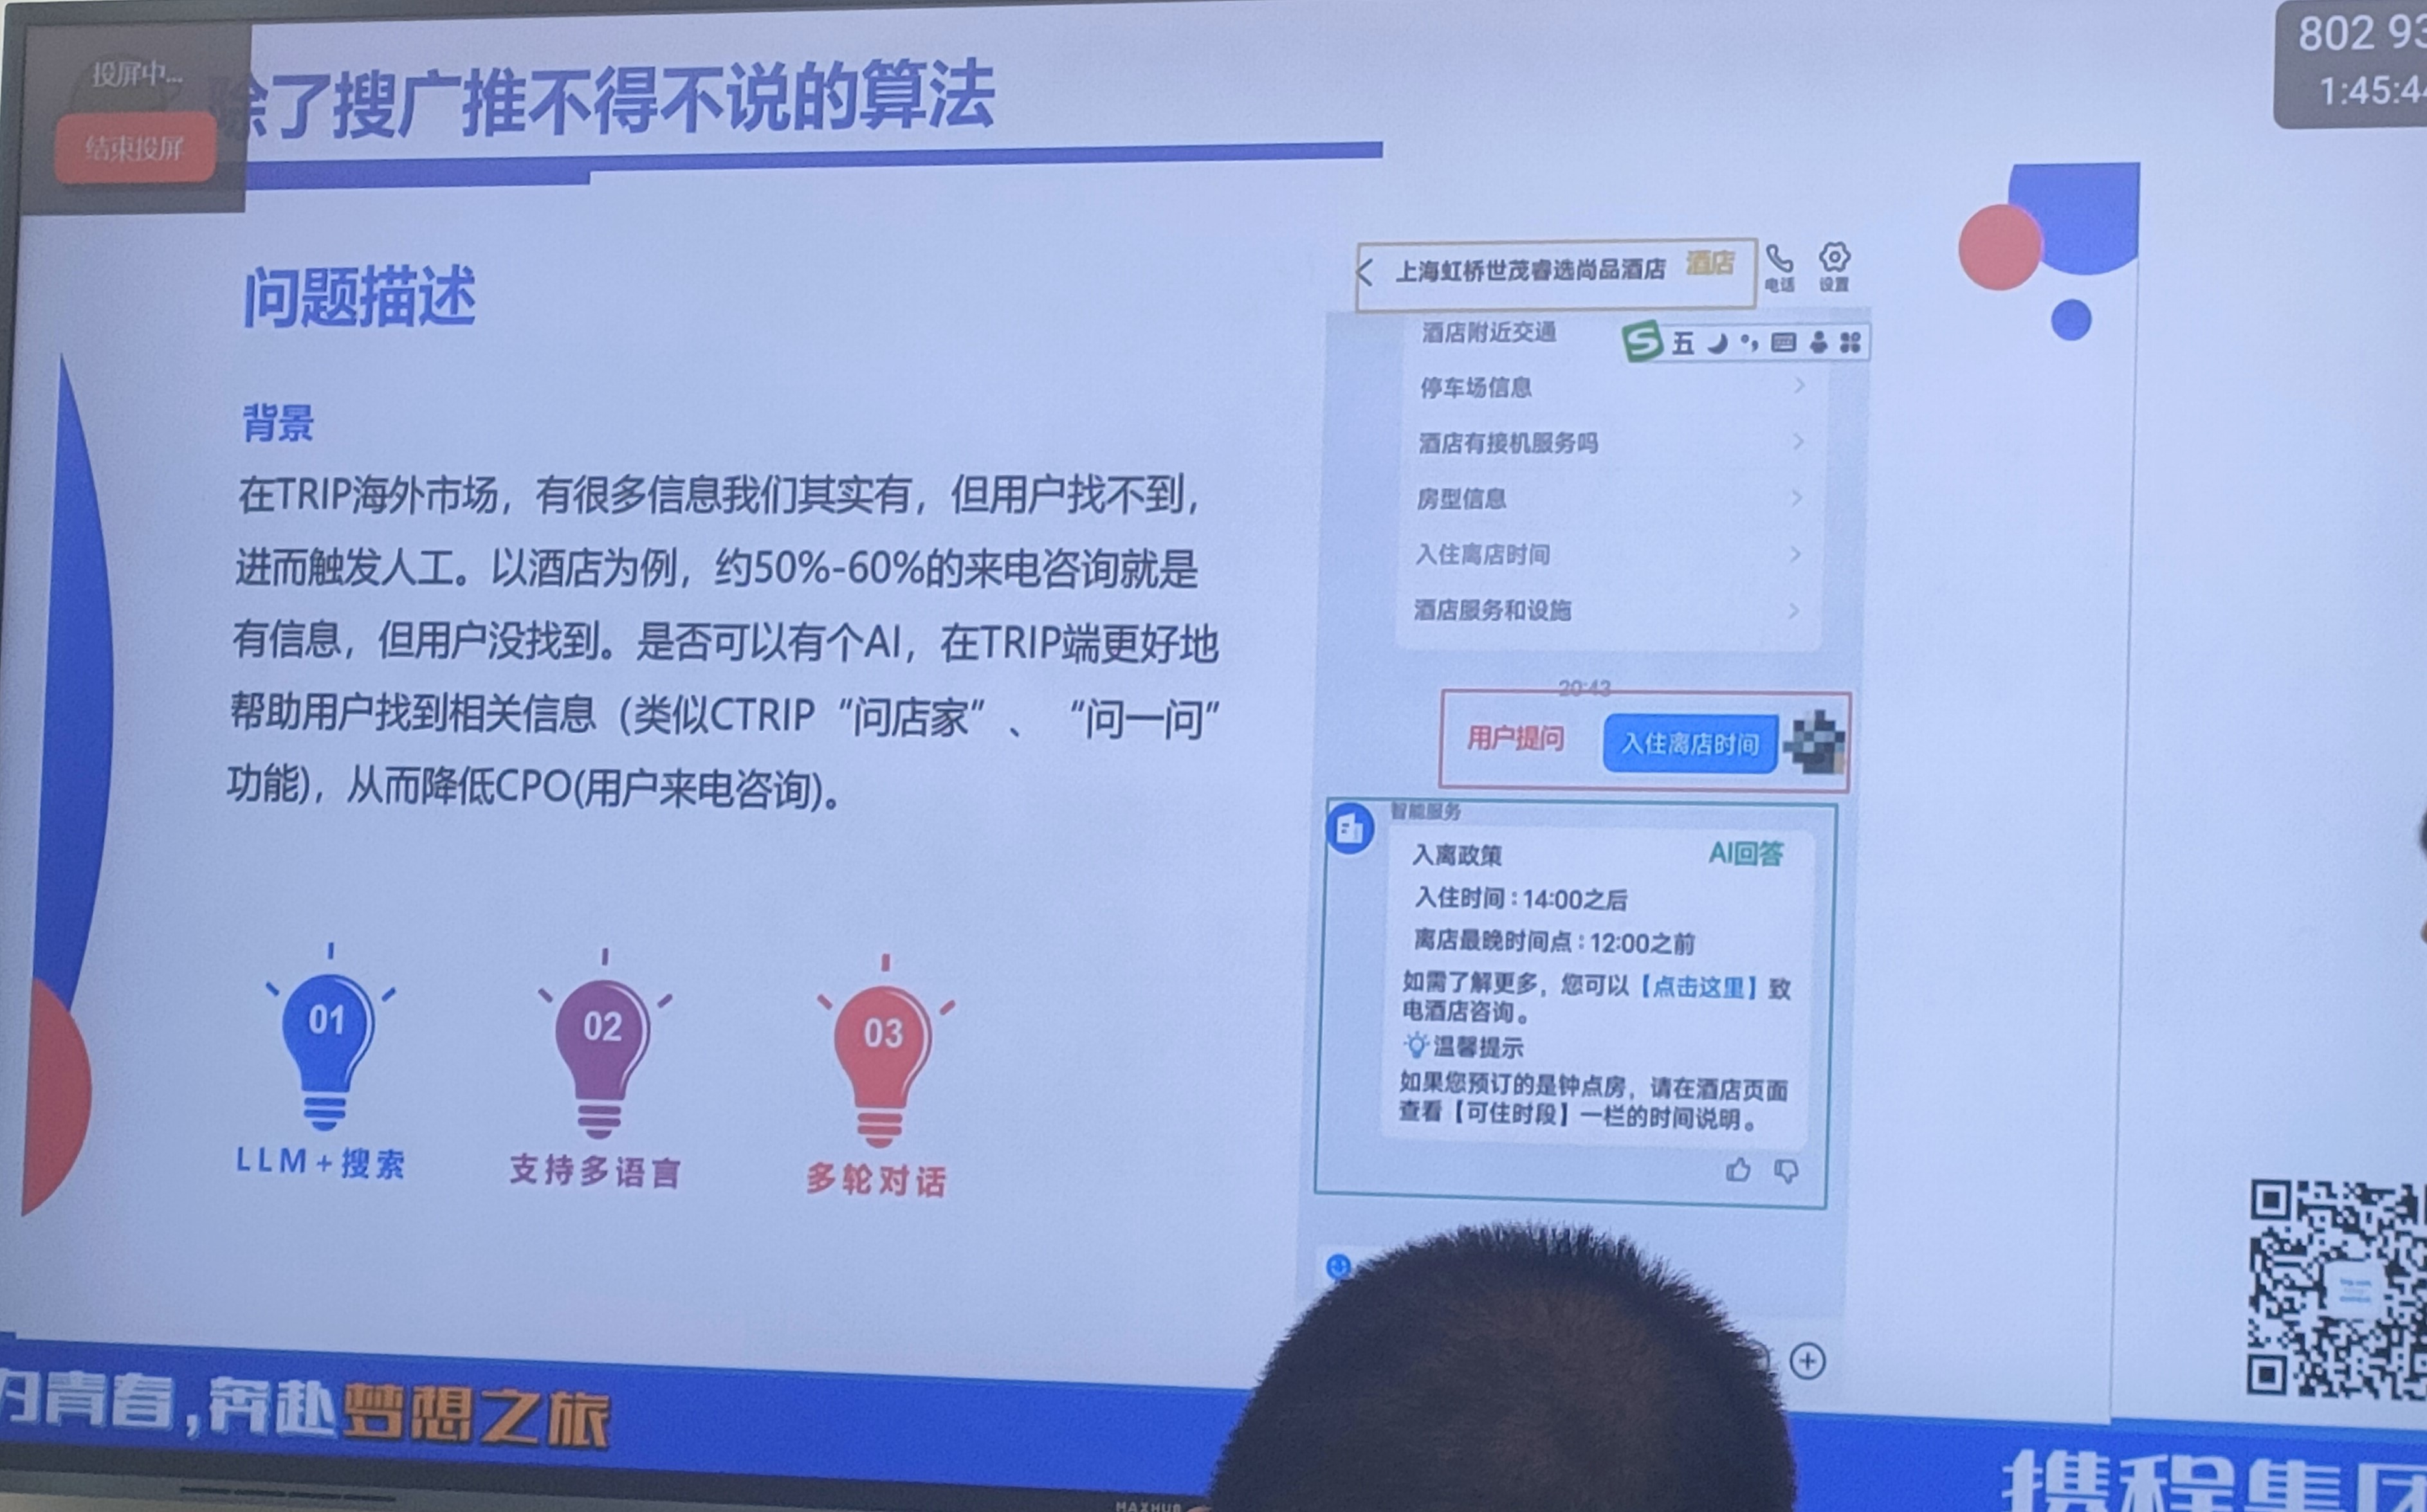 投屏中...
结束投屏
除了搜广推不得不说的算法
802 93
1:45:4
问题描述
背景
在TRIP海外市场，有很多信息我们其实有，但用户找不到，
进而触发人工。以酒店为例，约50%-60%的来电咨询就是
有信息，但用户没找到。是否可以有个AI，在TRIP端更好地
帮助用户找到相关信息（类似CTRIP“问店家”、“问一问”
功能)，从而降低CPO(用户来电咨询)。
01
LLM+搜索
02
支持多语言
03
多轮对话
上海虹桥世茂睿选尚品酒店 酒店
电话
设置
酒店附近交通
五
停车场信息
酒店有接机服务吗
房型信息
入住离店时间
酒店服务和设施
20:43
用户提问
入住离店时间
智能服务
入离政策
AI回答
入住时间：14:00之后
离店最晚时间点：12:00之前
如需了解更多，您可以【点击这里】致
电酒店咨询。
温馨提示
如果您预订的是钟点房，请在酒店页面
查看【可住时段】一栏的时间说明。
青春，奔赴梦想之旅
携程集团
MAXHUB